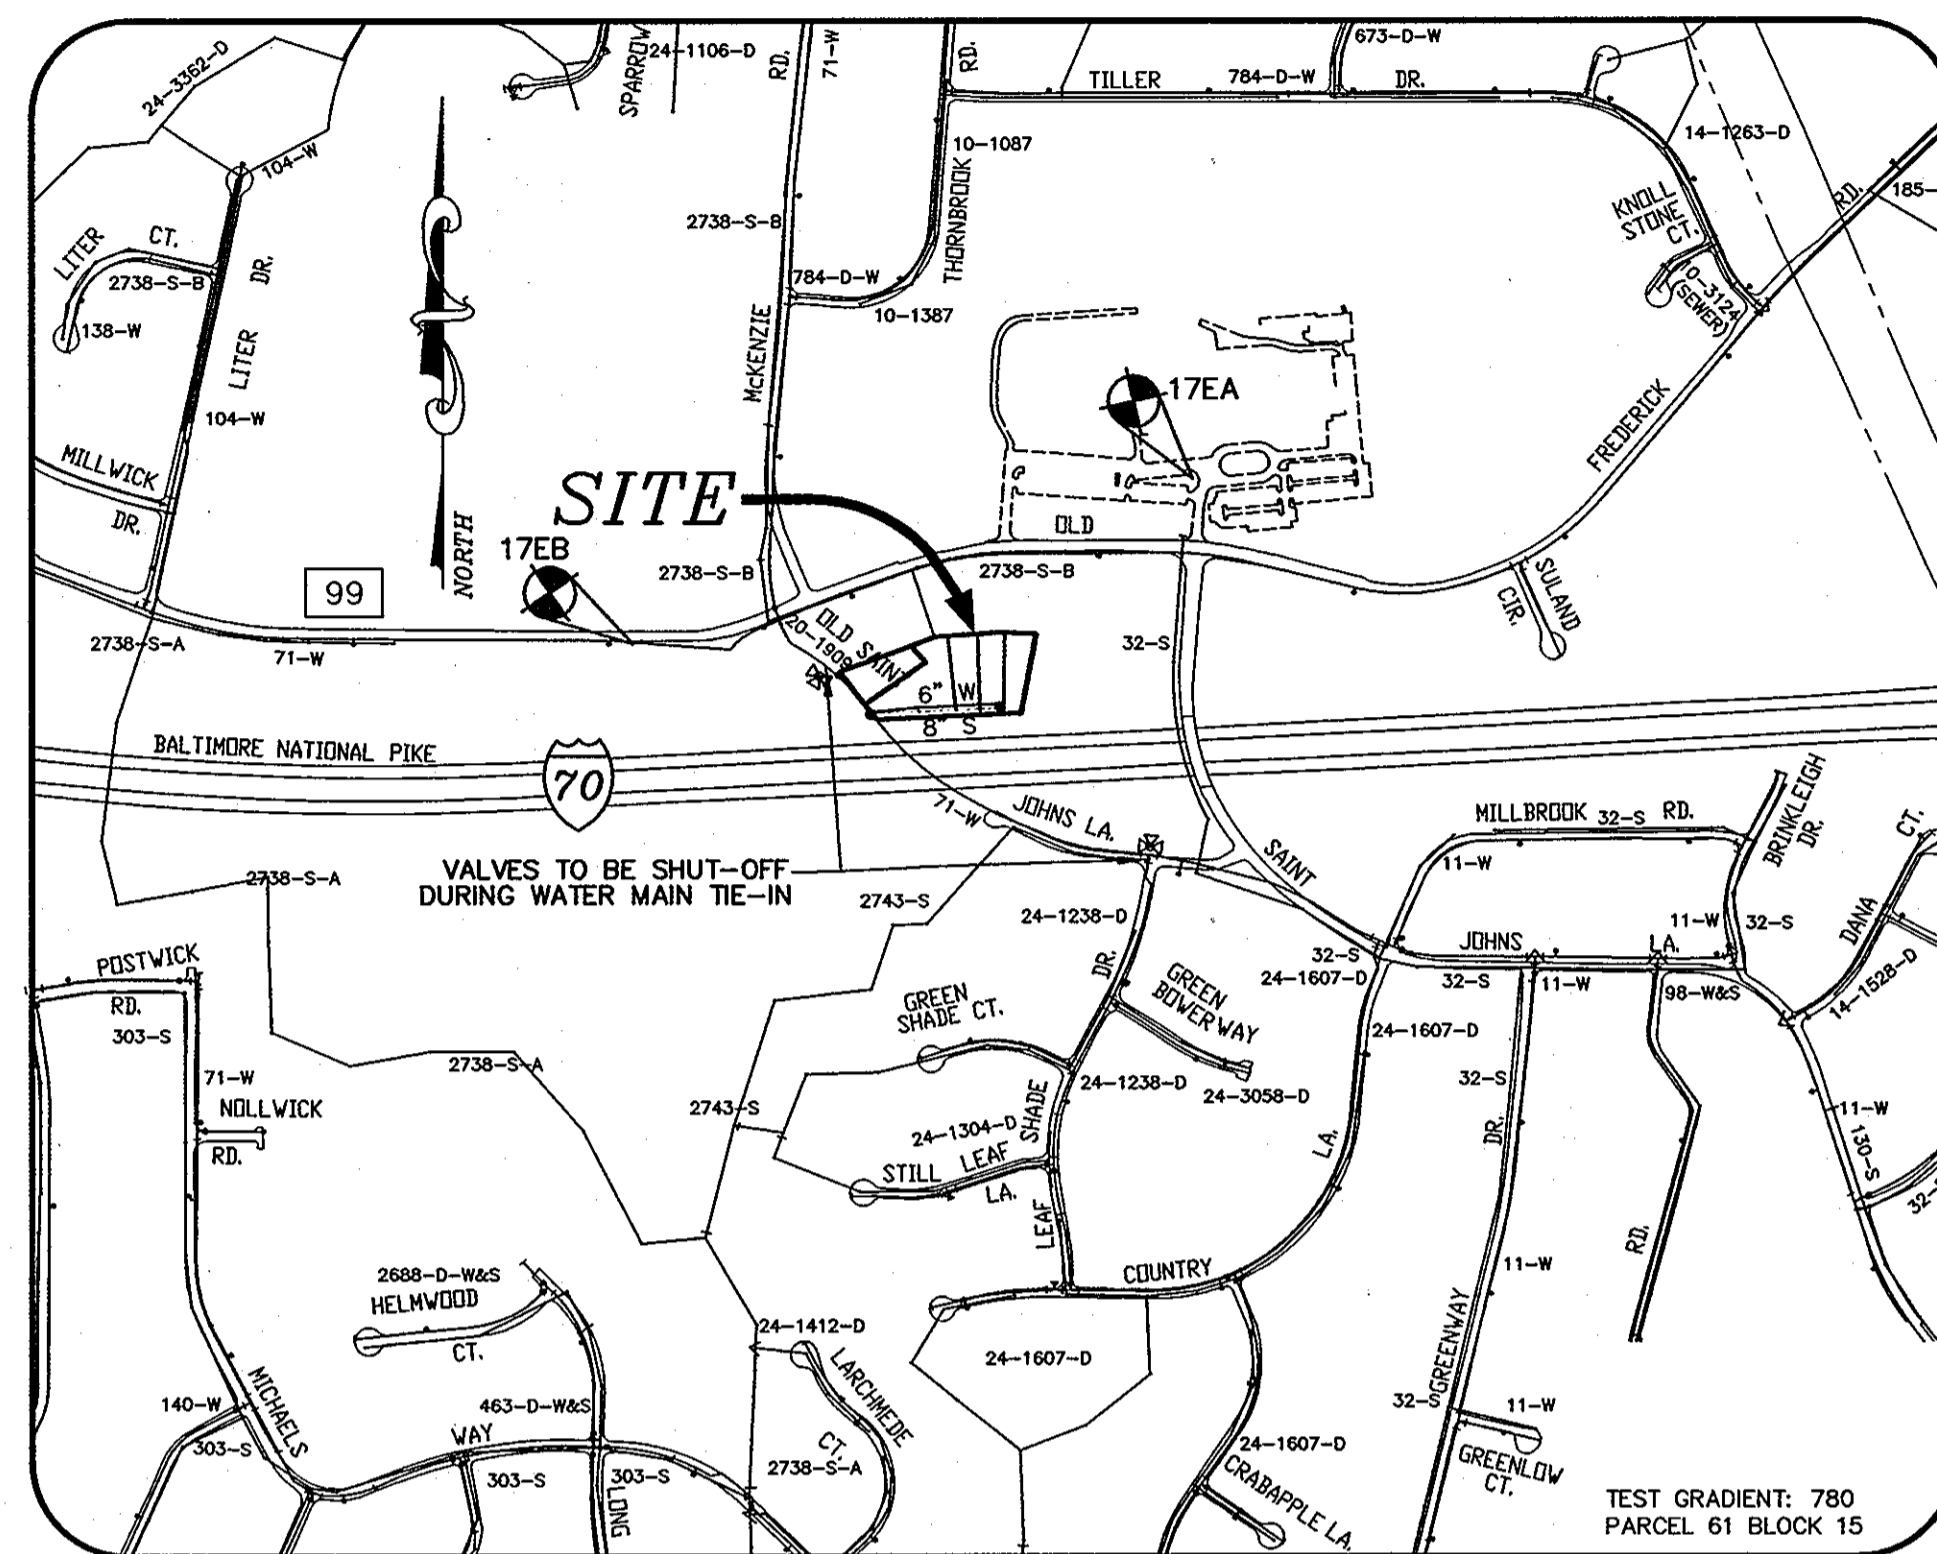 24-3362-D
SPARROW
24-1106-D
RD.
71-W
RD.
673-D-W
TILLER
784-D-W
DR.
104-W
10-1087
14-1263-D
THORNBROOK
KNOLL
STONE
CT.
RD.
185-
LITER
CT.
2738-S-B
DR.
2738-S-B
784-D-W
10-1387
10-3174
(SEWER)
138-W
LITER
104-W
McKENZIE
17EA
FREDERICK
MILLWICK
DR.
SITE
OLD
NORTH
17EB
99
2738-S-B
2738-S-B
SULAND
CIR.
2738-S-A
71-W
OLD SAINT
20-1909
32-S
6" W
8" S
BALTIMORE NATIONAL PIKE
70
71-W
JOHNS LA.
MILLBROOK 32-S RD.
BRINKLEIGH
DR.
CT.
VALVES TO BE SHUT-OFF
DURING WATER MAIN TIE-IN
SAINT
11-W
2738-S-A
2743-S
24-1238-D
11-W
32-S
DANA
POSTWICK
RD.
303-S
DR.
32-S
JOHNS
LA.
24-1607-D
32-S
11-W
98-W&S
14-1528-D
GREEN
SHADE CT.
GREEN
BOWER WAY
24-1607-D
2738-S-A
71-W
NOLLWICK
RD.
2743-S
24-1238-D
24-3058-D
32-S
DR.
11-W
130-S
24-1304-D
SHADE
STILL LEAF
LA.
LEAF
LA.
32-S
RD.
COUNTRY
11-W
2688-D-W&S
HELMWOOD
CT.
24-1412-D
24-1607-D
LARCHMEDE
CT.
GREENWAY
MICHAELS
140-W
303-S
463-D-W&S
WAY
303-S
303-S
LONG
2738-S-A
32-S
11-W
24-1607-D
CRABAPPLE LA.
GREENLOW
CT.
TEST GRADIENT: 780
PARCEL 61 BLOCK 15